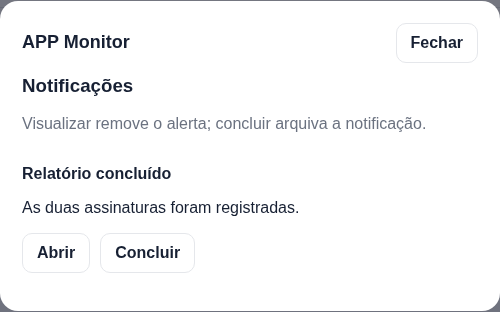 APP Monitor
Fechar
Notificações
Visualizar remove o alerta; concluir arquiva a notificação.
Relatório concluído
As duas assinaturas foram registradas.
Abrir
Concluir